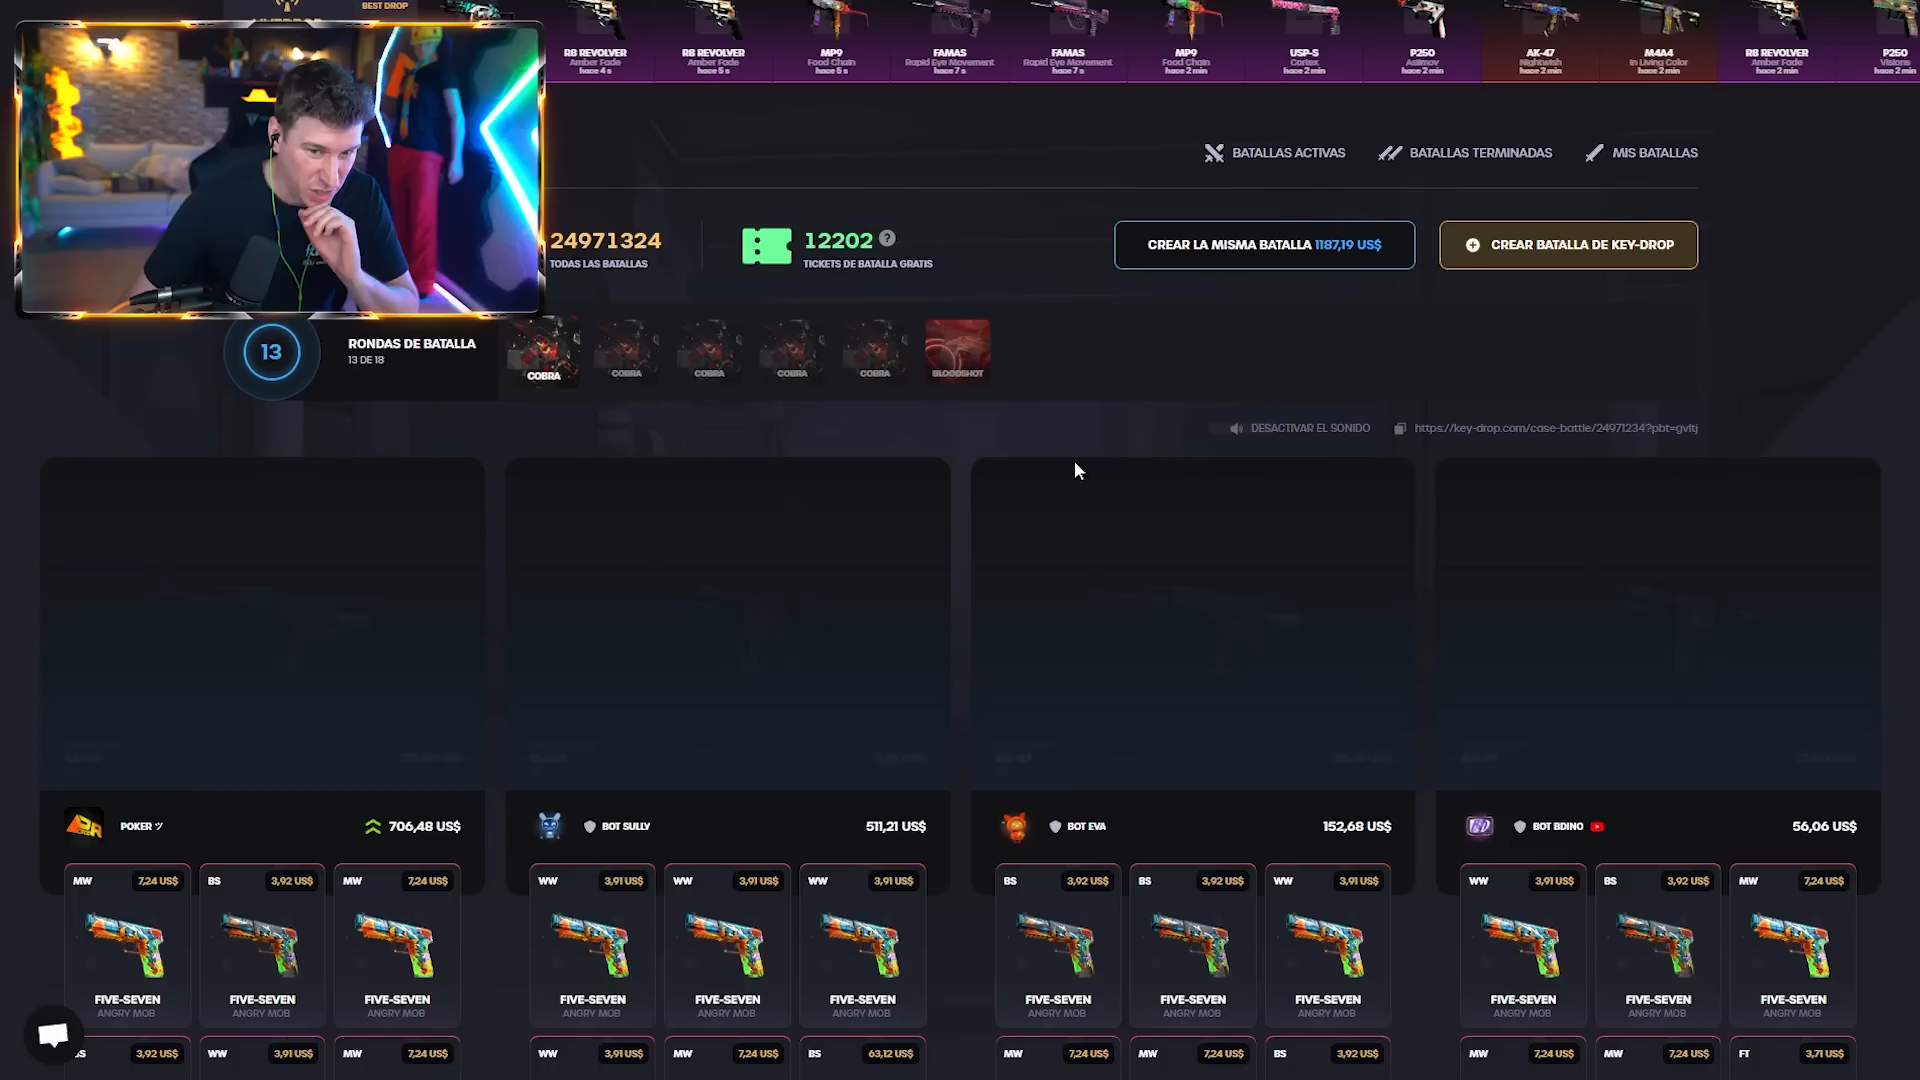 BEST DROP
R8 REVOLVER
Amber Fade
hace 4 s
R8 REVOLVER
Amber Fade
hace 5 s
MP9
Food Chain
hace 5 s
FAMAS
Rapid Eye Movement
hace 7 s
FAMAS
Rapid Eye Movement
hace 7 s
MP9
Food Chain
hace 2 min
USP-S
Cortex
hace 2 min
P250
Asiimov
hace 2 min
AK-47
Nightwish
hace 2 min
M4A4
In Living Color
hace 2 min
R8 REVOLVER
Amber Fade
hace 2 min
P250
Visions
hace 2 min
BATALLAS ACTIVAS
BATALLAS TERMINADAS
MIS BATALLAS
24971324
TODAS LAS BATALLAS
12202 ?
TICKETS DE BATALLA GRATIS
CREAR LA MISMA BATALLA 1187,19 US$
CREAR BATALLA DE KEY-DROP
13
RONDAS DE BATALLA
13 DE 18
COBRA
COBRA
COBRA
COBRA
COBRA
BLOODSHOT
DESACTIVAR EL SONIDO
https://key-drop.com/case-battle/24971234?pbt=gvltj
POKER ツ
706,48 US$
BOT SULLY
511,21 US$
BOT EVA
152,68 US$
BOT BDINO
56,06 US$
MW 7,24 US$
BS 3,92 US$
MW 7,24 US$
WW 3,91 US$
WW 3,91 US$
WW 3,91 US$
BS 3,92 US$
BS 3,92 US$
WW 3,91 US$
WW 3,91 US$
BS 3,92 US$
MW 7,24 US$
FIVE-SEVEN
ANGRY MOB
FIVE-SEVEN
ANGRY MOB
FIVE-SEVEN
ANGRY MOB
FIVE-SEVEN
ANGRY MOB
FIVE-SEVEN
ANGRY MOB
FIVE-SEVEN
ANGRY MOB
FIVE-SEVEN
ANGRY MOB
FIVE-SEVEN
ANGRY MOB
FIVE-SEVEN
ANGRY MOB
FIVE-SEVEN
ANGRY MOB
FIVE-SEVEN
ANGRY MOB
FIVE-SEVEN
ANGRY MOB
BS 3,92 US$
WW 3,91 US$
MW 7,24 US$
WW 3,91 US$
MW 7,24 US$
BS 63,12 US$
MW 7,24 US$
MW 7,24 US$
BS 3,92 US$
MW 7,24 US$
MW 7,24 US$
FT 3,71 US$